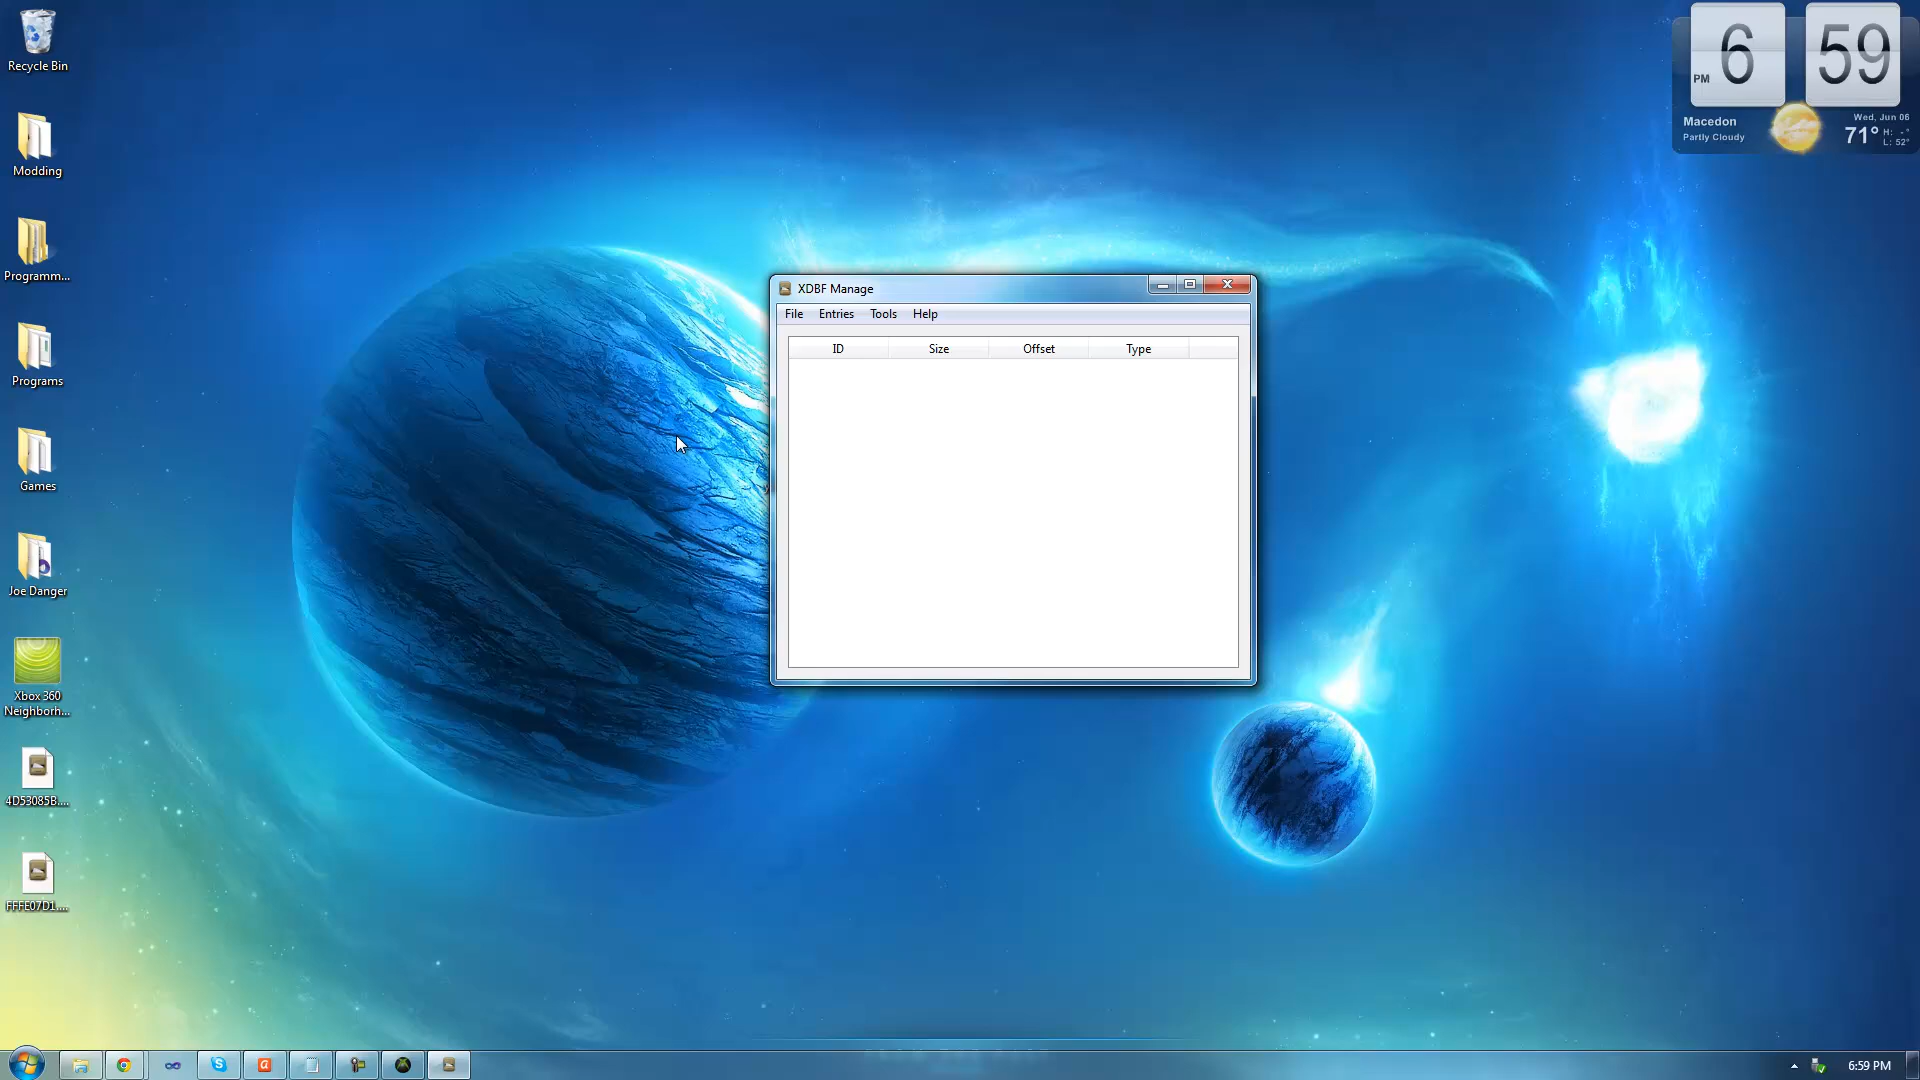 Recycle Bin
Modding
Programm...
Programs
Games
Joe Danger
Xbox 360
Neighborh...
4D53085B....
FFFE07D1....
XDBF Manage
File Entries Tools Help
ID Size Offset Type
PM 6 59
Macedon
Partly Cloudy
Wed, Jun 06
71° H: -°
L: 52°
6:59 PM